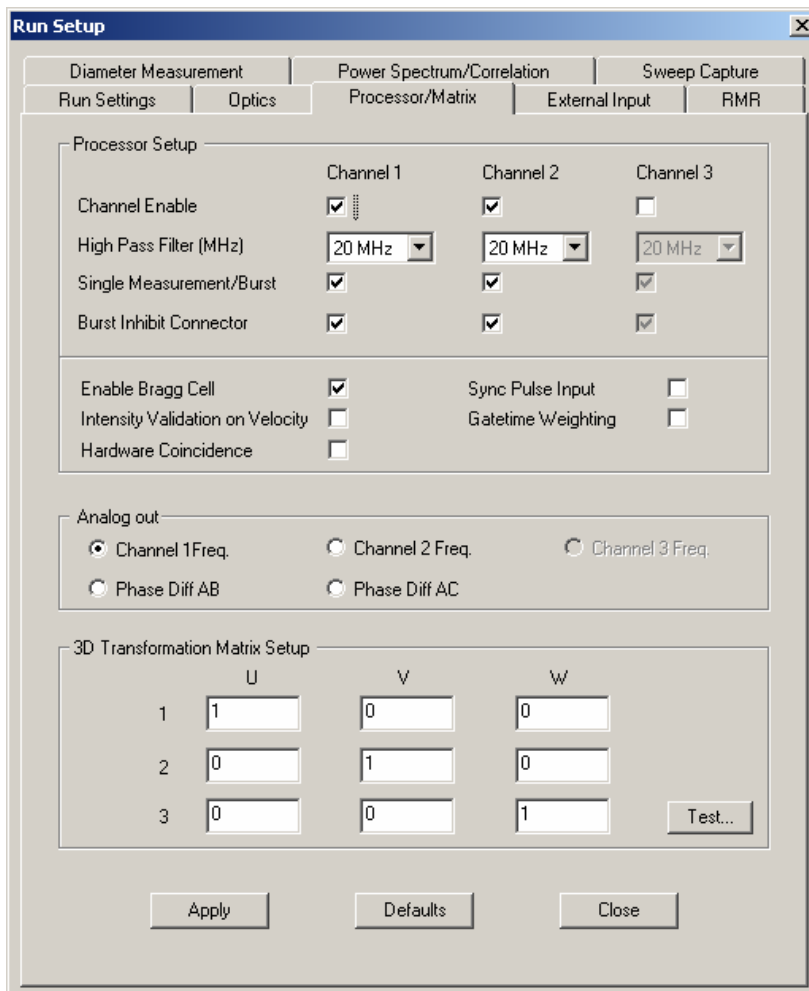 Run Setup
Diameter Measurement Power Spectrum/Correlation Sweep Capture
Run Settings Optics Processor/Matrix External Input RMR
Processor Setup
Channel 1 Channel 2 Channel 3
Channel Enable
High Pass Filter (MHz) 20 MHz 20 MHz 20 MHz
Single Measurement/Burst
Burst Inhibit Connector
Enable Bragg Cell Sync Pulse Input
Intensity Validation on Velocity Gatetime Weighting
Hardware Coincidence
Analog out
Channel 1Freq. Channel 2 Freq. Channel 3 Freq.
Phase Diff AB Phase Diff AC
3D Transformation Matrix Setup
U V W
1 1 0 0
2 0 1 0
3 0 0 1 Test...
Apply Defaults Close